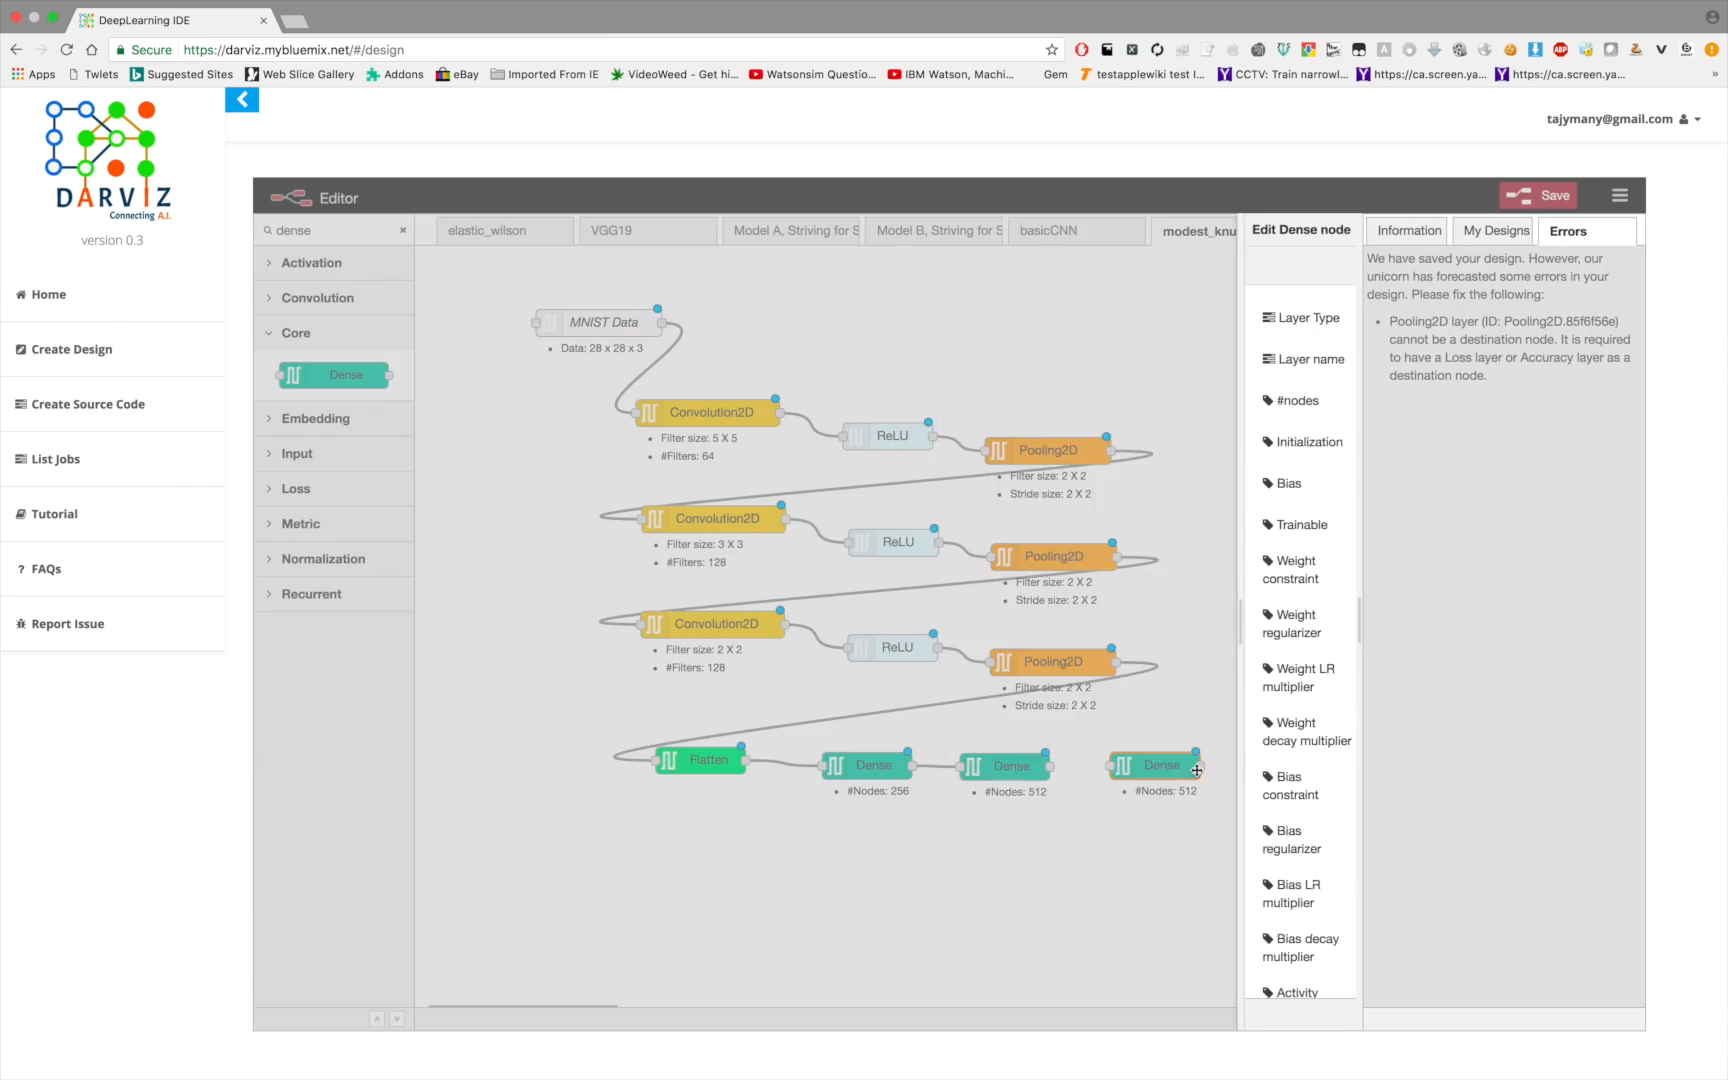 DeepLearning IDE
Secure https://darviz.mybluemix.net/#/design
Apps Twlets Suggested Sites Web Slice Gallery Addons eBay Imported From IE VideoWeed - Get hi... Watsonsim Questio... IBM Watson, Machi... Gem testapplewiki test I... CCTV: Train narrowl... https://ca.screen.ya... https://ca.screen.ya... »
DARVIZ
Connecting A.I.
version 0.3
tajymany@gmail.com
Home
Create Design
Create Source Code
List Jobs
Tutorial
? FAQs
Report Issue
Editor
Save
dense
Activation
Convolution
Core
Dense
Embedding
Input
Loss
Metric
Normalization
Recurrent
elastic_wilson
VGG19
Model A, Striving for S
Model B, Striving for S
basicCNN
modest_knu
MNIST Data
• Data: 28 x 28 x 3
Convolution2D
• Filter size: 5 X 5
• #Filters: 64
ReLU
Pooling2D
• Filter size: 2 X 2
• Stride size: 2 X 2
Convolution2D
• Filter size: 3 X 3
• #Filters: 128
ReLU
Pooling2D
• Filter size: 2 X 2
• Stride size: 2 X 2
Convolution2D
• Filter size: 2 X 2
• #Filters: 128
ReLU
Pooling2D
• Filter size: 2 X 2
• Stride size: 2 X 2
Flatten
Dense
• #Nodes: 256
Dense
• #Nodes: 512
Dense
• #Nodes: 512
Edit Dense node
Layer Type
Layer name
#nodes
Initialization
Bias
Trainable
Weight
constraint
Weight
regularizer
Weight LR
multiplier
Weight
decay multiplier
Bias
constraint
Bias
regularizer
Bias LR
multiplier
Bias decay
multiplier
Activity
Information
My Designs
Errors
We have saved your design. However, our
unicorn has forecasted some errors in your
design. Please fix the following:
• Pooling2D layer (ID: Pooling2D.85f6f56e)
cannot be a destination node. It is required
to have a Loss layer or Accuracy layer as a
destination node.